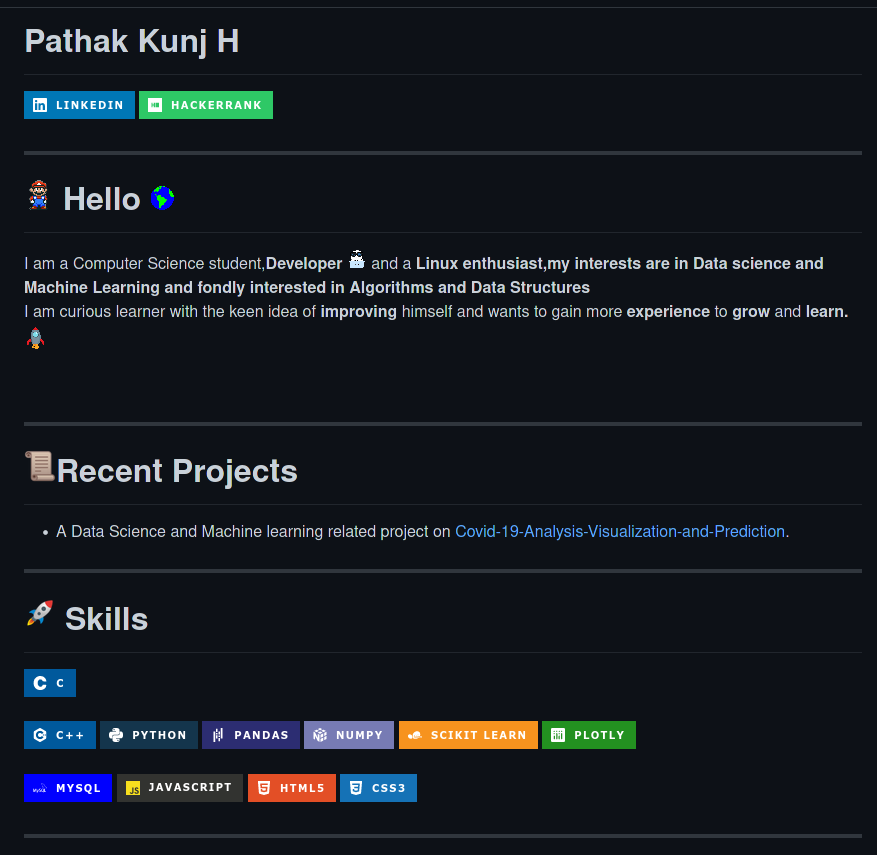 Pathak Kunj H
LINKEDIN HACKERRANK
Hello
I am a Computer Science student,Developer and a Linux enthusiast,my interests are in Data science and
Machine Learning and fondly interested in Algorithms and Data Structures
I am curious learner with the keen idea of improving himself and wants to gain more experience to grow and learn.
Recent Projects
• A Data Science and Machine learning related project on Covid-19-Analysis-Visualization-and-Prediction.
Skills
C
C++ PYTHON PANDAS NUMPY SCIKIT LEARN PLOTLY
MYSQL JAVASCRIPT HTML5 CSS3